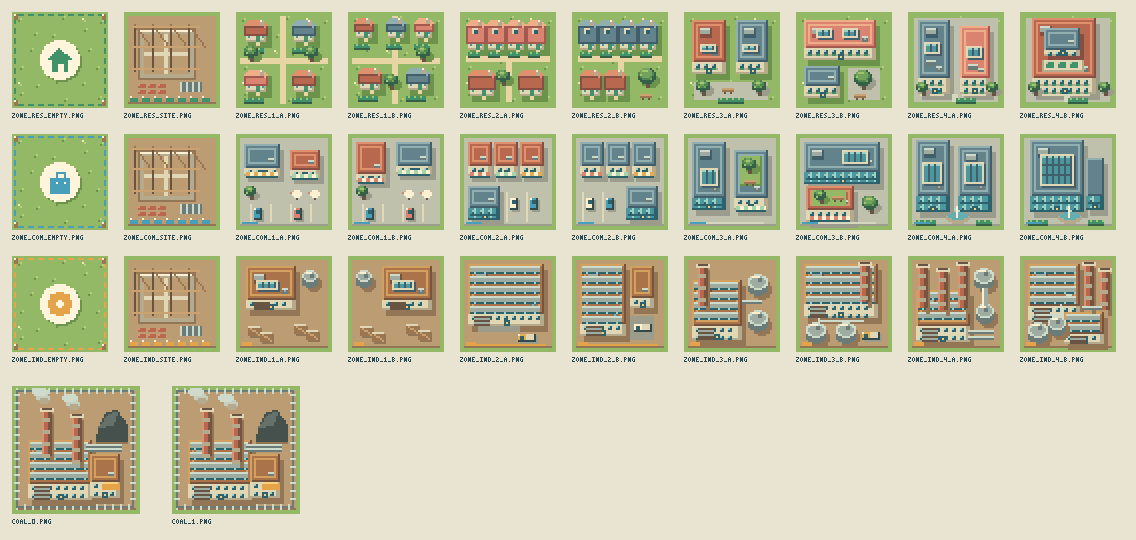 ZONE_RES_EMPTY.PNG ZONE_RES_SITE.PNG ZONE_RES_1_A.PNG ZONE_RES_1_B.PNG ZONE_RES_2_A.PNG ZONE_RES_2_B.PNG ZONE_RES_3_A.PNG ZONE_RES_3_B.PNG ZONE_RES_4_A.PNG ZONE_RES_4_B.PNG
ZONE_COM_EMPTY.PNG ZONE_COM_SITE.PNG ZONE_COM_1_A.PNG ZONE_COM_1_B.PNG ZONE_COM_2_A.PNG ZONE_COM_2_B.PNG ZONE_COM_3_A.PNG ZONE_COM_3_B.PNG ZONE_COM_4_A.PNG ZONE_COM_4_B.PNG
ZONE_IND_EMPTY.PNG ZONE_IND_SITE.PNG ZONE_IND_1_A.PNG ZONE_IND_1_B.PNG ZONE_IND_2_A.PNG ZONE_IND_2_B.PNG ZONE_IND_3_A.PNG ZONE_IND_3_B.PNG ZONE_IND_4_A.PNG ZONE_IND_4_B.PNG
COAL_0.PNG COAL_1.PNG